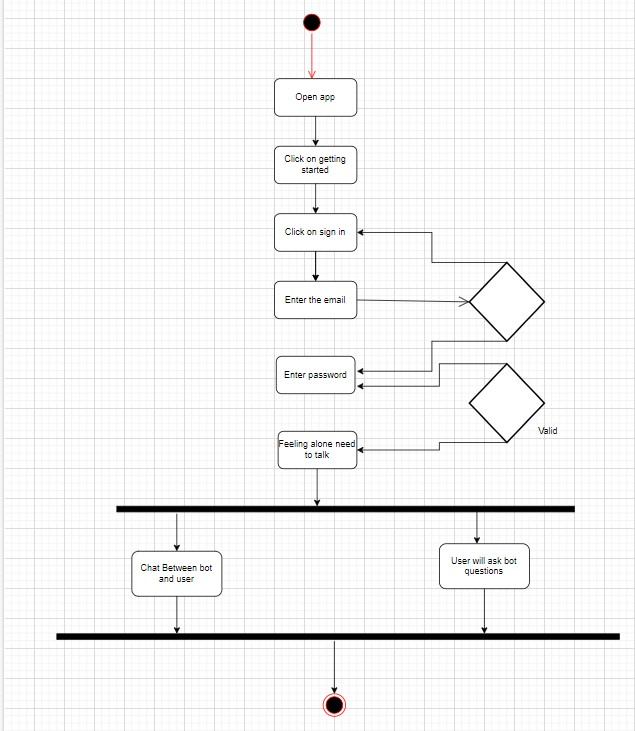 Open app
Click on getting
started
Click on sign in
Enter the email
Enter password
Valid
Feeling alone need
to talk
Chat Between bot
and user
User will ask bot
questions